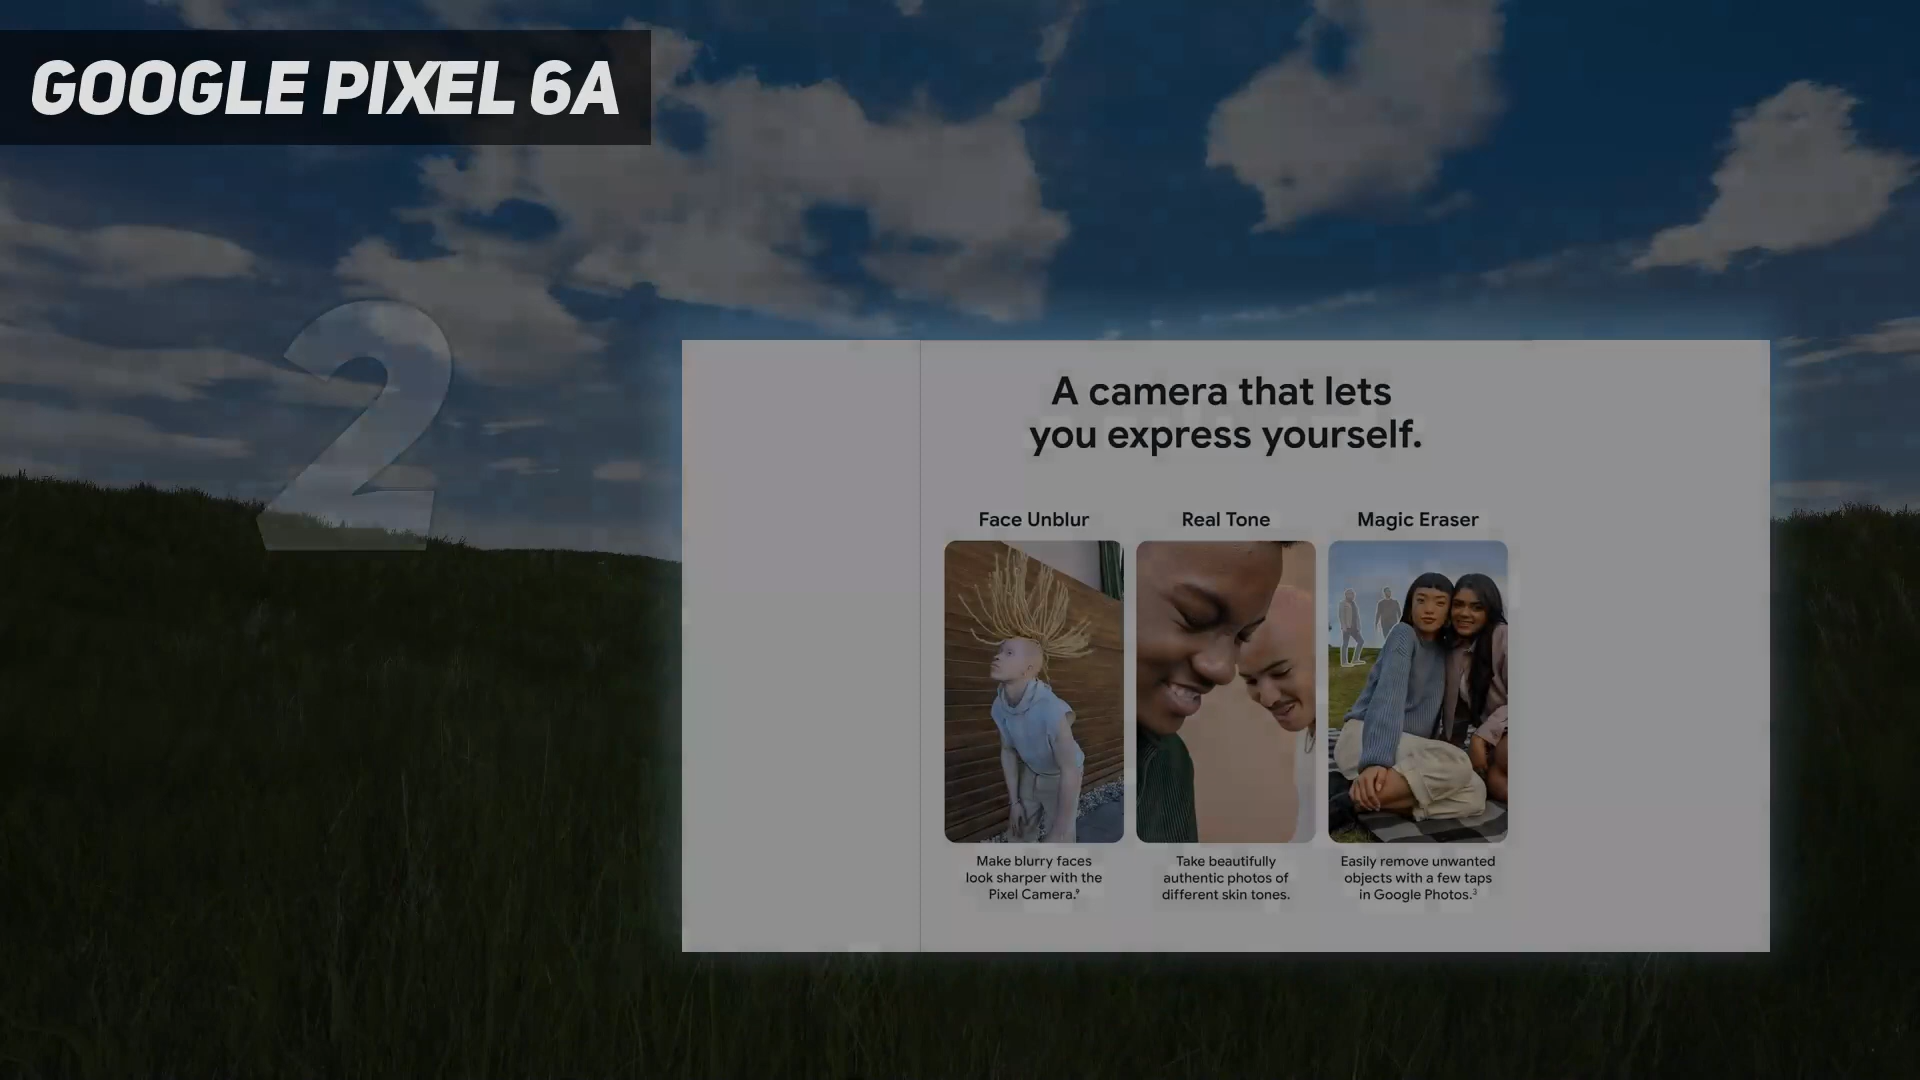 GOOGLE PIXEL 6A
2
A camera that lets
you express yourself.
Face Unblur
Make blurry faces
look sharper with the
Pixel Camera.⁹
Real Tone
Take beautifully
authentic photos of
different skin tones.
Magic Eraser
Easily remove unwanted
objects with a few taps
in Google Photos.³